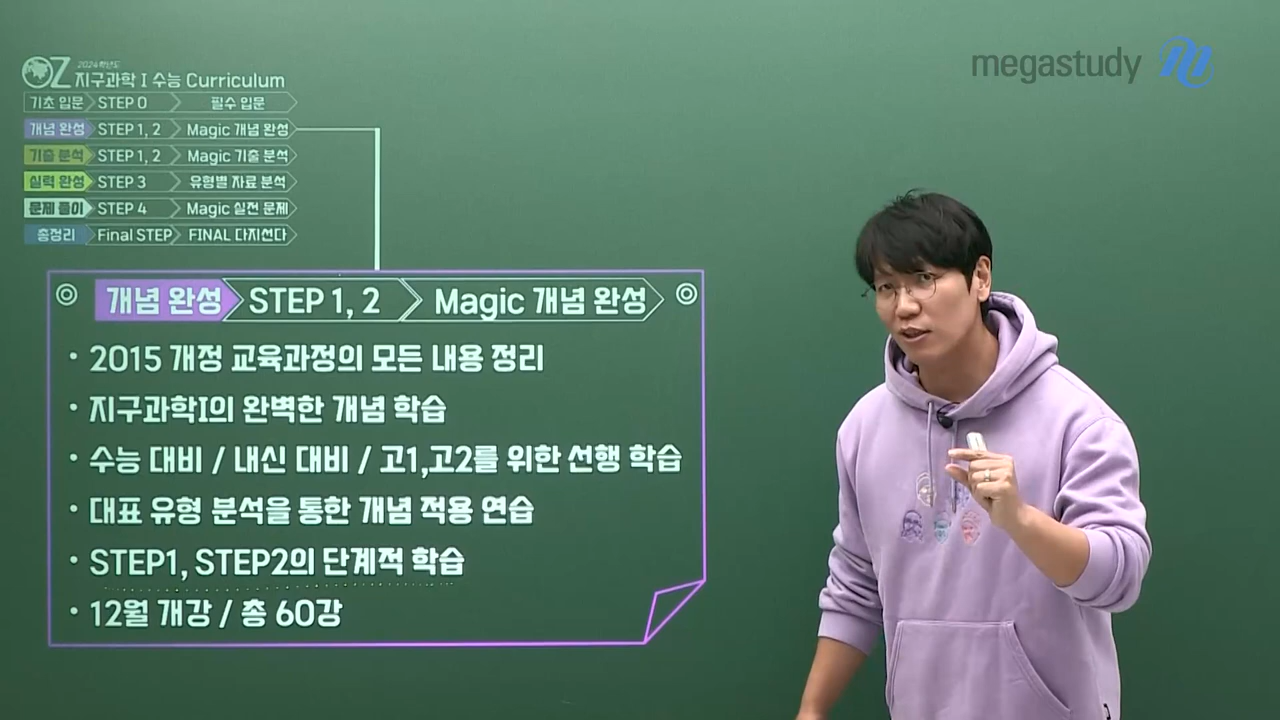 megastudy
OZ 2024학년도
지구과학 I 수능 Curriculum
기초 입문 STEP 0 필수 입문
개념 완성 STEP 1, 2 Magic 개념 완성
기출 분석 STEP 1, 2 Magic 기출 분석
실력 완성 STEP 3 유형별 자료 분석
문제 풀이 STEP 4 Magic 실전 문제
총정리 Final STEP FINAL 다지선다
개념 완성 STEP 1, 2 Magic 개념 완성
• 2015 개정 교육과정의 모든 내용 정리
• 지구과학I의 완벽한 개념 학습
• 수능 대비 / 내신 대비 / 고1,고2를 위한 선행 학습
• 대표 유형 분석을 통한 개념 적용 연습
• STEP1, STEP2의 단계적 학습
• 12월 개강 / 총 60강